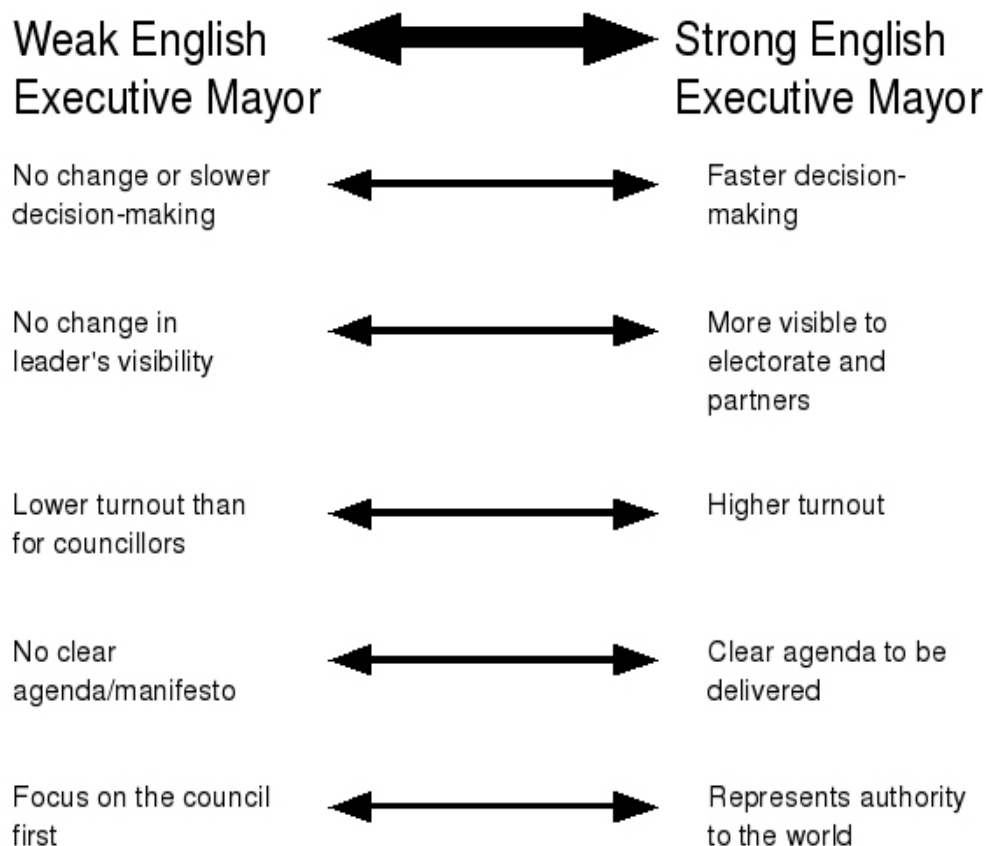 Weak English
Executive Mayor
Strong English
Executive Mayor
No change or slower
decision-making
Faster decision-
making
No change in
leader's visibility
More visible to
electorate and
partners
Lower turnout than
for councillors
Higher turnout
No clear
agenda/manifesto
Clear agenda to be
delivered
Focus on the council
first
Represents authority
to the world